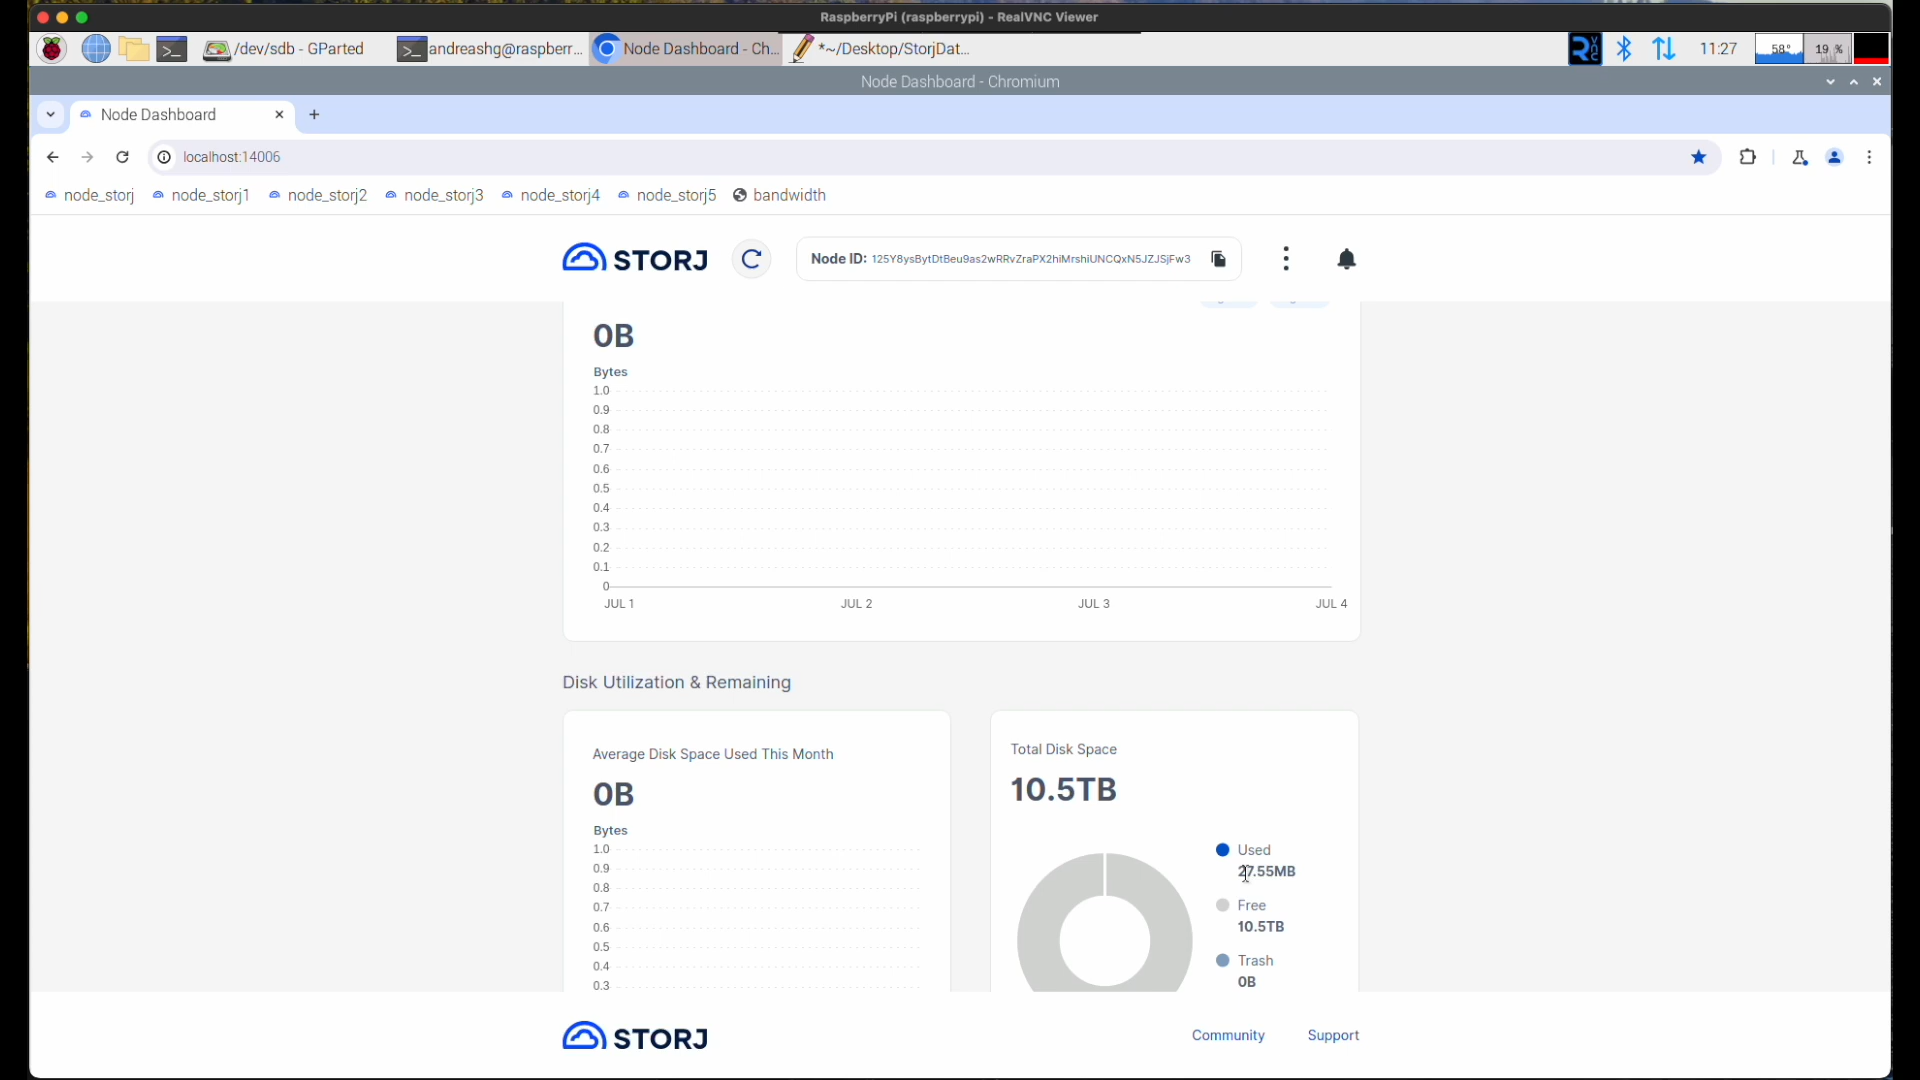 RaspberryPi (raspberrypi) - RealVNC Viewer
/dev/sdb - GParted
andreashg@raspberr...
Node Dashboard - Ch...
*~/Desktop/StorjDat...
11:27
58°
19 %
Node Dashboard - Chromium
Node Dashboard
localhost:14006
node_storj
node_storj1
node_storj2
node_storj3
node_storj4
node_storj5
bandwidth
STORJ
Node ID: 125Y8ysBytDtBeu9as2wRRvZraPX2hiMrshiUNCQxN5JZJSjFw3
0B
Bytes
1.0
0.9
0.8
0.7
0.6
0.5
0.4
0.3
0.2
0.1
0
JUL 1
JUL 2
JUL 3
JUL 4
Disk Utilization & Remaining
Average Disk Space Used This Month
0B
Bytes
1.0
0.9
0.8
0.7
0.6
0.5
0.4
0.3
Total Disk Space
10.5TB
Used
27.55MB
Free
10.5TB
Trash
0B
STORJ
Community
Support